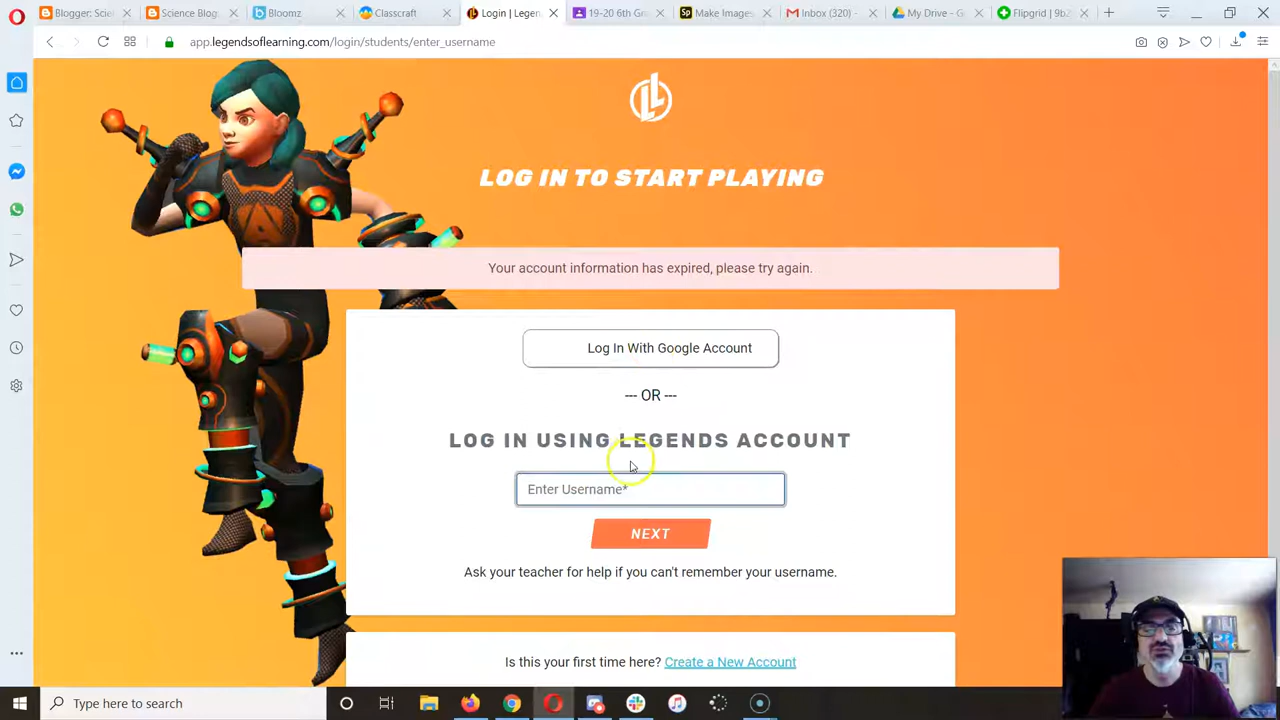 Blogger: Scie
Science Blog
Bloomz
Classcraft
Login | Legen
19-20 6th Gr
Make Images
Inbox (320) -
My Drive - G
Flipgrid | 9b2
app.legendsoflearning.com/login/students/enter_username
LL
LOG IN TO START PLAYING
Your account information has expired, please try again.
Log In With Google Account
--- OR ---
LOG IN USING LEGENDS ACCOUNT
Enter Username*
NEXT
Ask your teacher for help if you can't remember your username.
Is this your first time here? Create a New Account
Type here to search